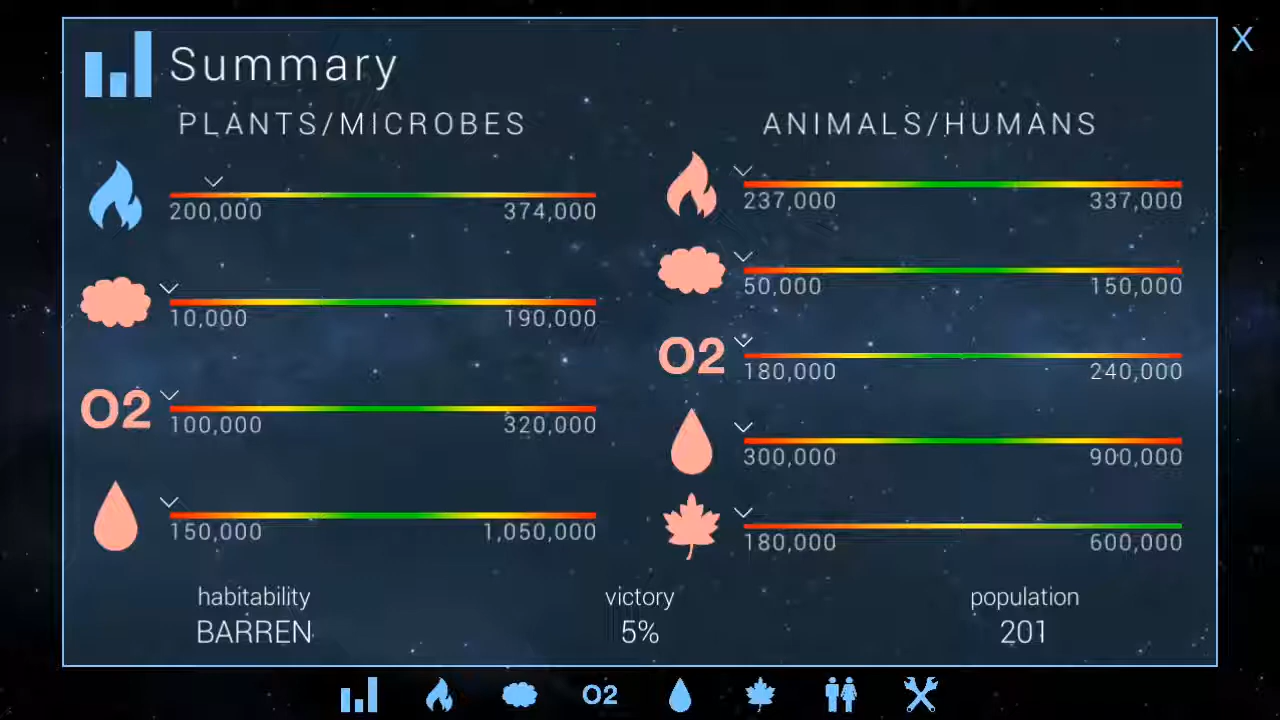 Summary
X
PLANTS/MICROBES
200,000 374,000
10,000 190,000
O2
100,000 320,000
150,000 1,050,000
ANIMALS/HUMANS
237,000 337,000
50,000 150,000
O2
180,000 240,000
300,000 900,000
180,000 600,000
habitability
BARREN
victory
5%
population
201
O2